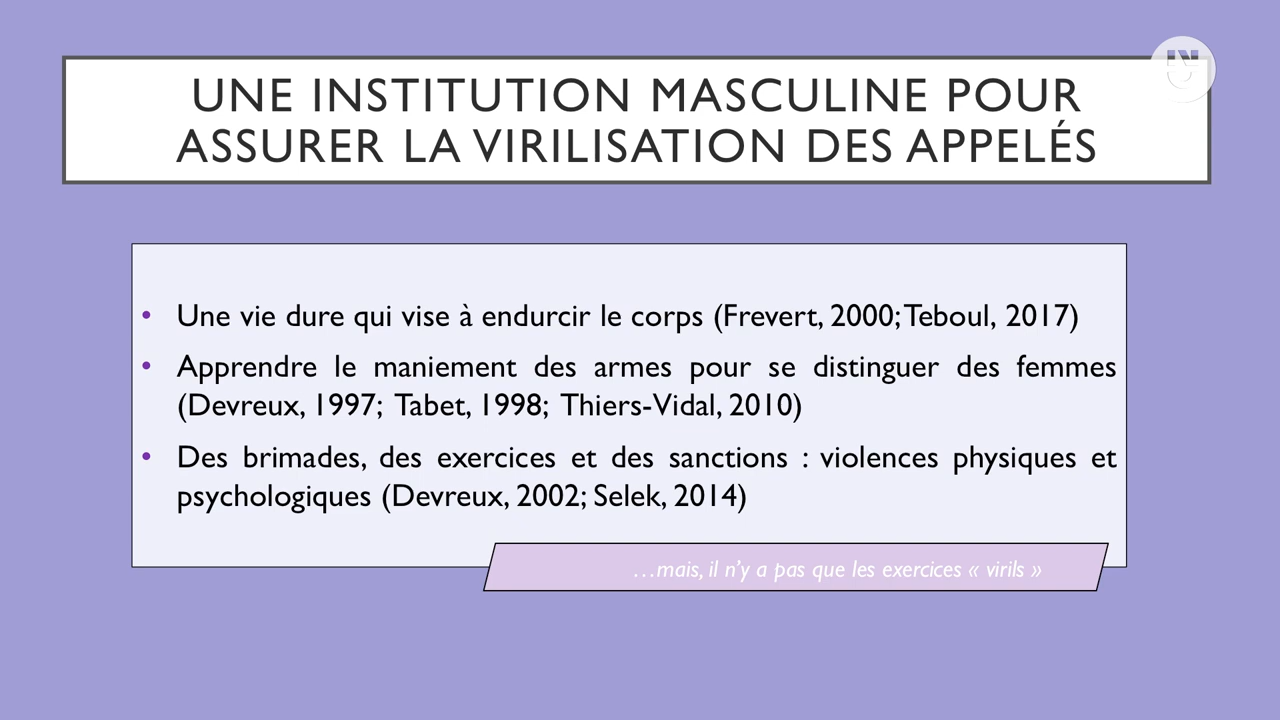 UNE INSTITUTION MASCULINE POUR
ASSURER LA VIRILISATION DES APPELÉS
• Une vie dure qui vise à endurcir le corps (Frevert, 2000; Teboul, 2017)
• Apprendre le maniement des armes pour se distinguer des femmes
(Devreux, 1997; Tabet, 1998; Thiers-Vidal, 2010)
• Des brimades, des exercices et des sanctions : violences physiques et
psychologiques (Devreux, 2002; Selek, 2014)
…mais, il n’y a pas que les exercices « virils »